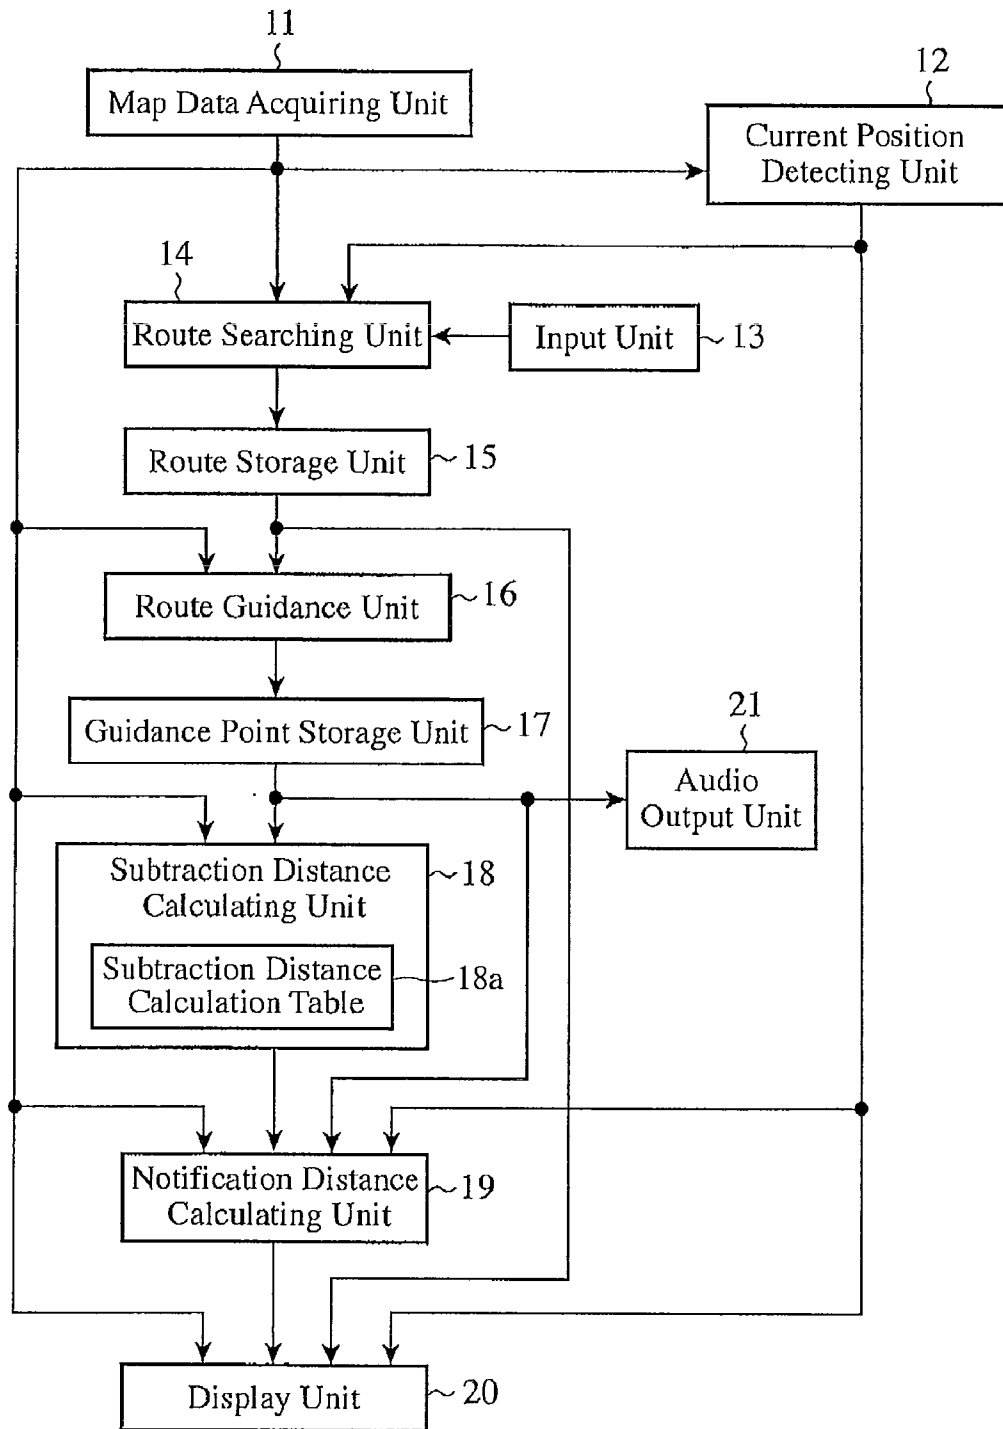 11
Map Data Acquiring Unit
12
Current Position
Detecting Unit
14
Route Searching Unit
Input Unit
13
Route Storage Unit
15
Route Guidance Unit
16
Guidance Point Storage Unit
17
21
Audio
Output Unit
Subtraction Distance
Calculating Unit
18
Subtraction Distance
Calculation Table
18a
Notification Distance
Calculating Unit
19
Display Unit
20